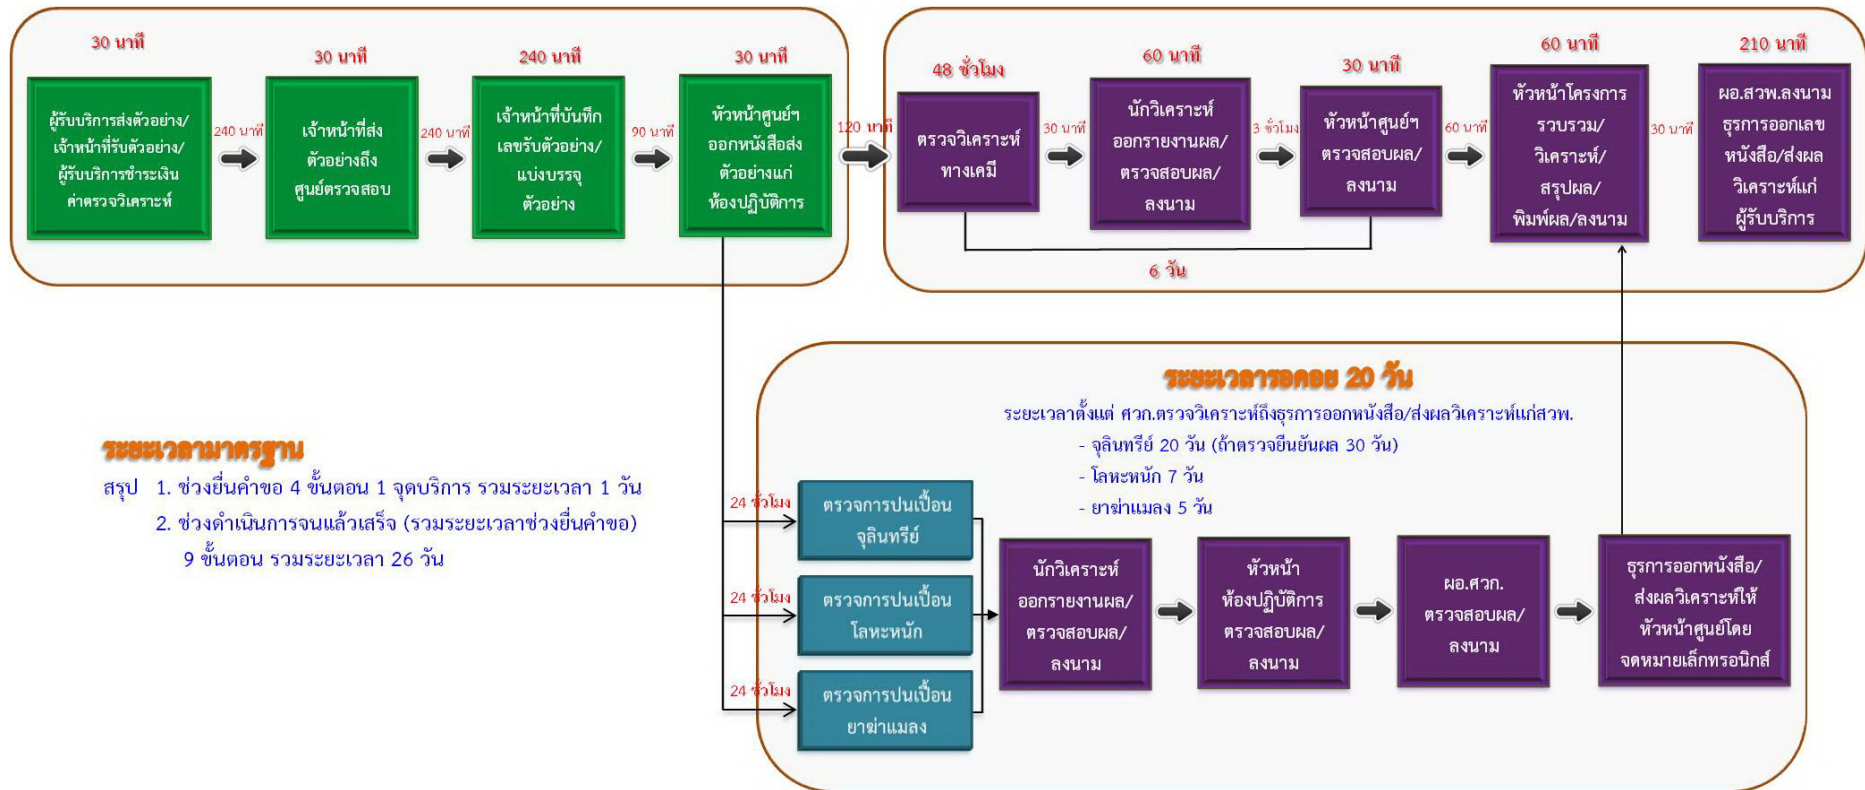 30 นาที
ผู้รับบริการส่งตัวอย่าง/
เจ้าหน้าที่รับตัวอย่าง/
ผู้รับบริการชำระเงิน
ค่าตรวจวิเคราะห์
240 นาที
30 นาที
เจ้าหน้าที่ส่ง
ตัวอย่างถึง
ศูนย์ตรวจสอบ
240 นาที
240 นาที
เจ้าหน้าที่บันทึก
เลขรับตัวอย่าง/
แบ่งบรรจุ
ตัวอย่าง
90 นาที
30 นาที
หัวหน้าศูนย์ฯ
ออกหนังสือส่ง
ตัวอย่างแก่
ห้องปฏิบัติการ
120 นาที
48 ชั่วโมง
ตรวจวิเคราะห์
ทางเคมี
30 นาที
60 นาที
นักวิเคราะห์
ออกรายงานผล/
ตรวจสอบผล/
ลงนาม
3 ชั่วโมง
30 นาที
หัวหน้าศูนย์ฯ
ตรวจสอบผล/
ลงนาม
60 นาที
6 วัน
60 นาที
หัวหน้าโครงการ
รวบรวม/
วิเคราะห์/
สรุปผล/
พิมพ์ผล/ลงนาม
30 นาที
210 นาที
ผอ.สวพ.ลงนาม
ธุรการออกเลข
หนังสือ/ส่งผล
วิเคราะห์แก่
ผู้รับบริการ
ระยะเวลารอคอย 20 วัน
ระยะเวลาตั้งแต่ ศวก.ตรวจวิเคราะห์ถึงธุรการออกหนังสือ/ส่งผลวิเคราะห์แก่สวพ.
- จุลินทรีย์ 20 วัน (ถ้าตรวจยืนยันผล 30 วัน)
- โลหะหนัก 7 วัน
- ยาฆ่าแมลง 5 วัน
ระยะเวลามาตรฐาน
สรุป 1. ช่วงยื่นคำขอ 4 ขั้นตอน 1 จุดบริการ รวมระยะเวลา 1 วัน
2. ช่วงดำเนินการจนแล้วเสร็จ (รวมระยะเวลาช่วงยื่นคำขอ)
9 ขั้นตอน รวมระยะเวลา 26 วัน
24 ชั่วโมง
ตรวจการปนเปื้อน
จุลินทรีย์
24 ชั่วโมง
ตรวจการปนเปื้อน
โลหะหนัก
24 ชั่วโมง
ตรวจการปนเปื้อน
ยาฆ่าแมลง
นักวิเคราะห์
ออกรายงานผล/
ตรวจสอบผล/
ลงนาม
หัวหน้า
ห้องปฏิบัติการ
ตรวจสอบผล/
ลงนาม
ผอ.ศวก.
ตรวจสอบผล/
ลงนาม
ธุรการออกหนังสือ/
ส่งผลวิเคราะห์ให้
หัวหน้าศูนย์โดย
จดหมายเล็กทรอนิกส์